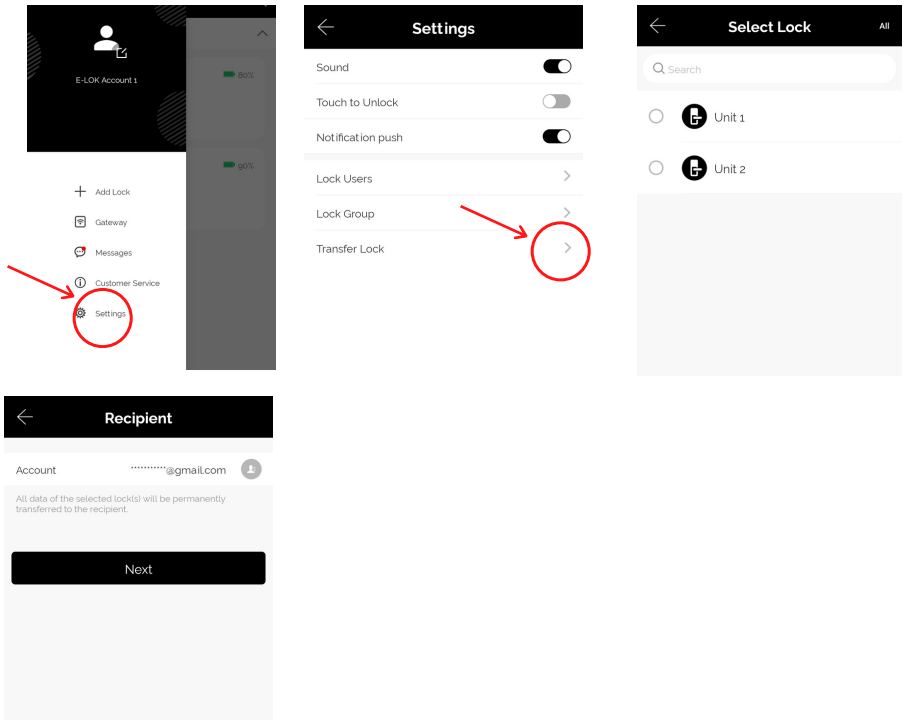 E-LOK Account 1
80%
90%
Add Lock
Gateway
Messages
Customer Service
Settings
Settings
Sound
Touch to Unlock
Notification push
Lock Users
Lock Group
Transfer Lock
Select Lock
All
Search
Unit 1
Unit 2
Recipient
Account
***********@gmail.com
All data of the selected lock(s) will be permanently
transferred to the recipient.
Next